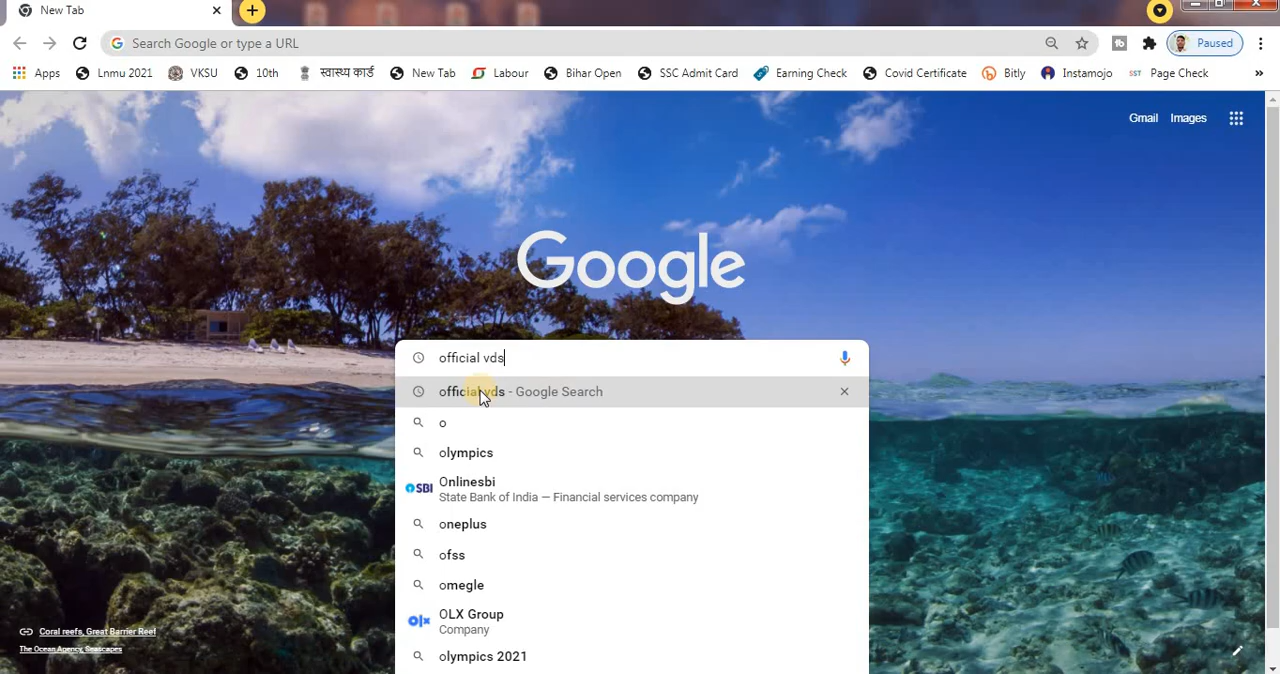 New Tab
Search Google or type a URL
Paused
Apps Lnmu 2021 VKSU 10th स्वास्थ्य कार्ड New Tab Labour Bihar Open SSC Admit Card Earning Check Covid Certificate Bitly Instamojo SST Page Check »
Gmail Images
Google
official vds
official vds - Google Search
o
olympics
SBI Onlinesbi
State Bank of India — Financial services company
oneplus
ofss
omegle
olx OLX Group
Company
olympics 2021
Coral reefs, Great Barrier Reef
The Ocean Agency, Seascapes